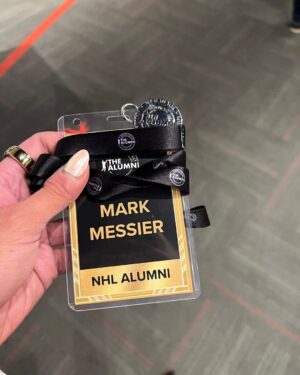 THE
ALUMNI
MARK
MESSIER
NHL ALUMNI